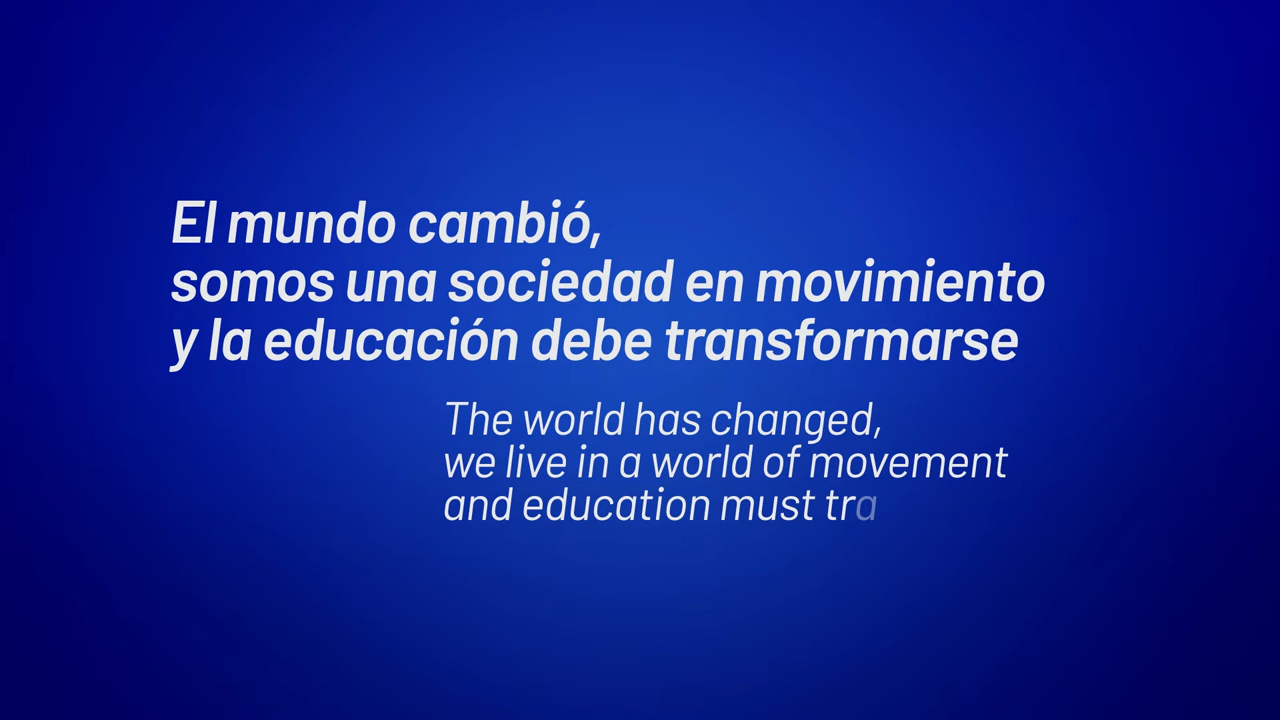 El mundo cambió,
somos una sociedad en movimiento
y la educación debe transformarse
The world has changed,
we live in a world of movement
and education must tra